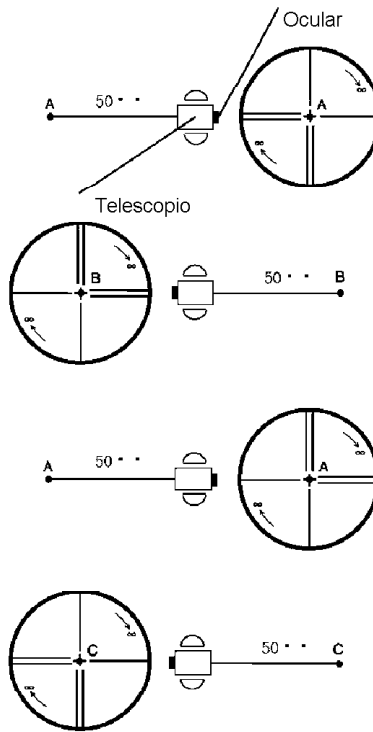 Ocular
A 50 - - A
Telescopio
B 50 - - B
A 50 - - A
C 50 - - C